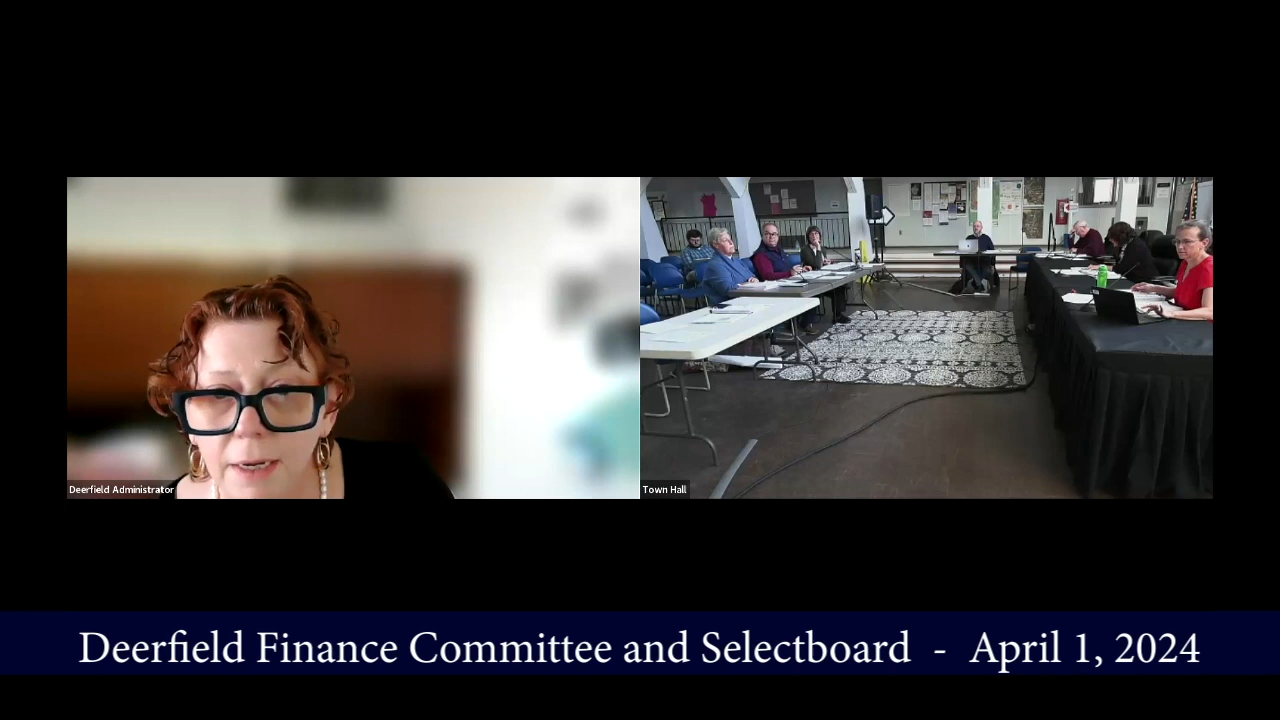 Deerfield Administrator
Town Hall
Deerfield Finance Committee and Selectboard - April 1, 2024